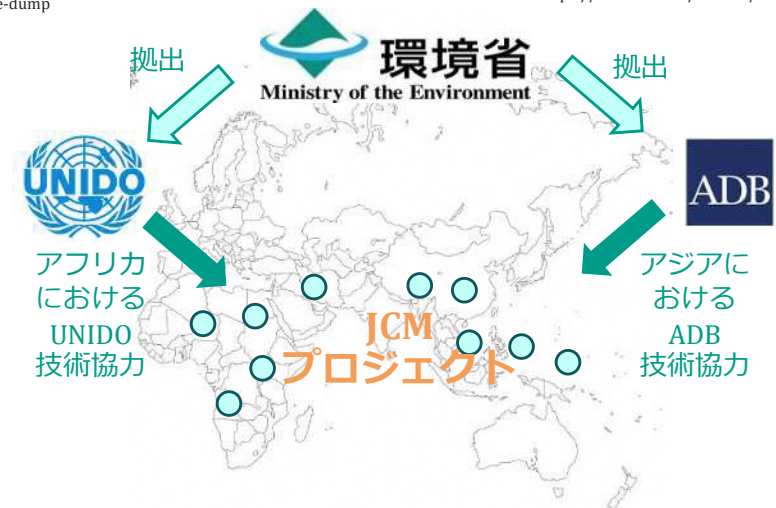 e-dump
環境省
Ministry of the Environment
拠出
拠出
UNIDO
ADB
アフリカ
における
UNIDO
技術協力
JCM
プロジェクト
アジアに
おける
ADB
技術協力